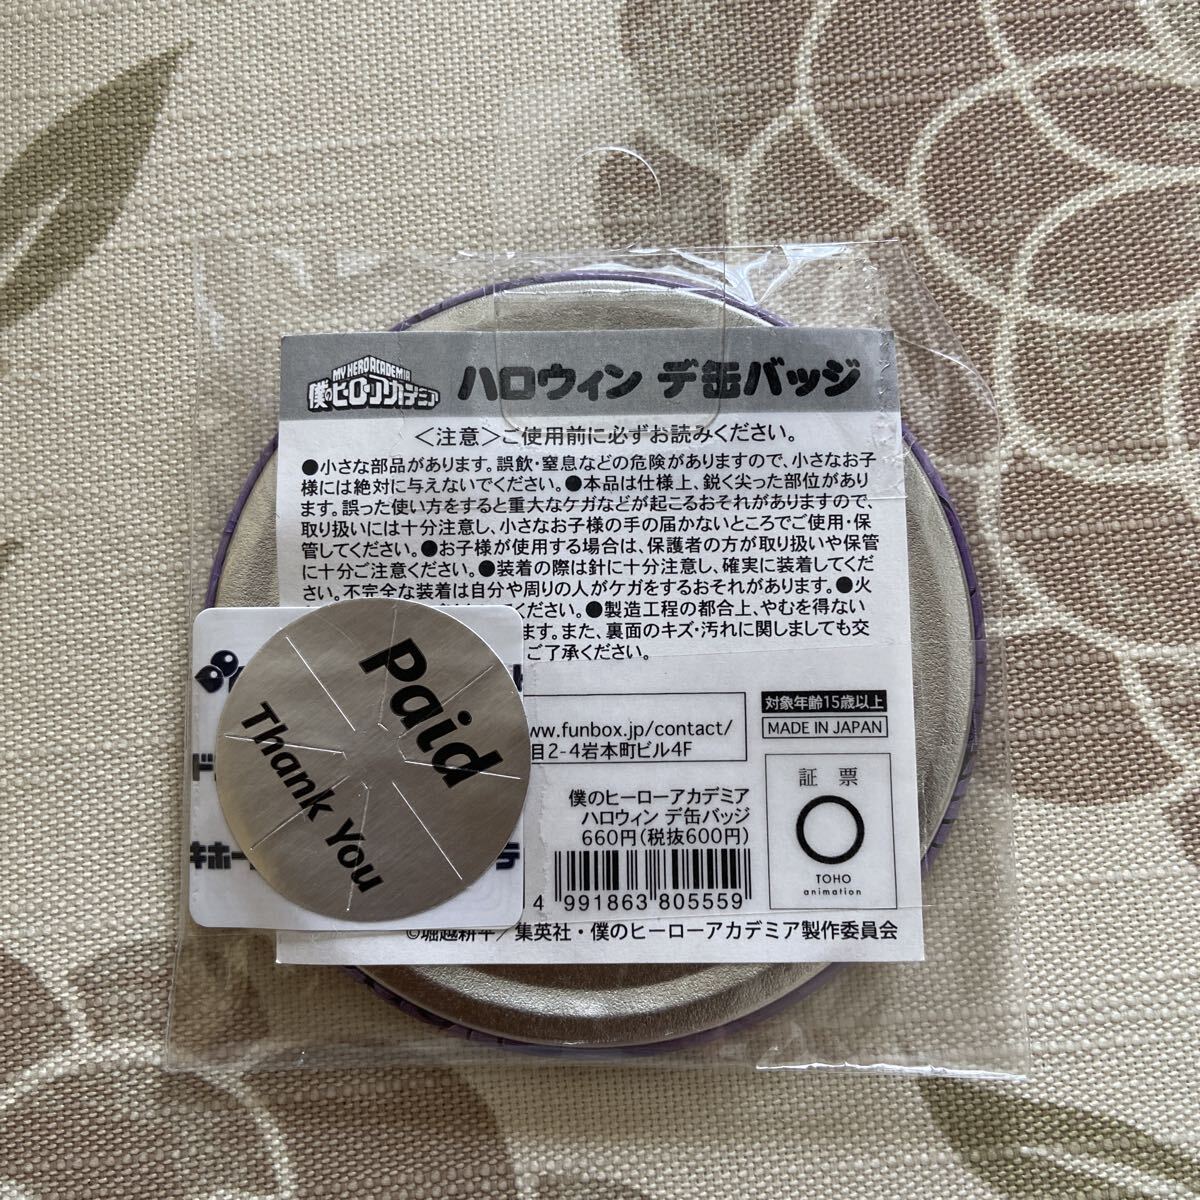 MY HERO ACADEMIA
僕のヒーローアカデミア
ハロウィン デ缶バッジ
＜注意＞ご使用前に必ずお読みください。
●小さな部品があります。誤飲・窒息などの危険がありますので、小さなお子
様には絶対に与えないでください。●本品は仕様上、鋭く尖った部位があり
ます。誤った使い方をすると重大なケガなどが起こるおそれがありますので、
取り扱いには十分注意し、小さなお子様の手の届かないところでご使用・保
管してください。●お子様が使用する場合は、保護者の方が取り扱いや保管
に十分ご注意ください。●装着の際は針に十分注意し、確実に装着してくだ
さい。不完全な装着は自分や周りの人がケガをするおそれがあります。●火
ください。●製造工程の都合上、やむを得ない
ます。また、裏面のキズ・汚れに関しましても交
ご了承ください。
Paid
Thank You
ww.funbox.jp/contact/
目2-4岩本町ビル4F
対象年齢15歳以上
MADE IN JAPAN
僕のヒーローアカデミア
ハロウィン デ缶バッジ
660円(税抜600円)
4 991863 805559
証 票
TOHO
animation
©堀越耕平／集英社・僕のヒーローアカデミア製作委員会